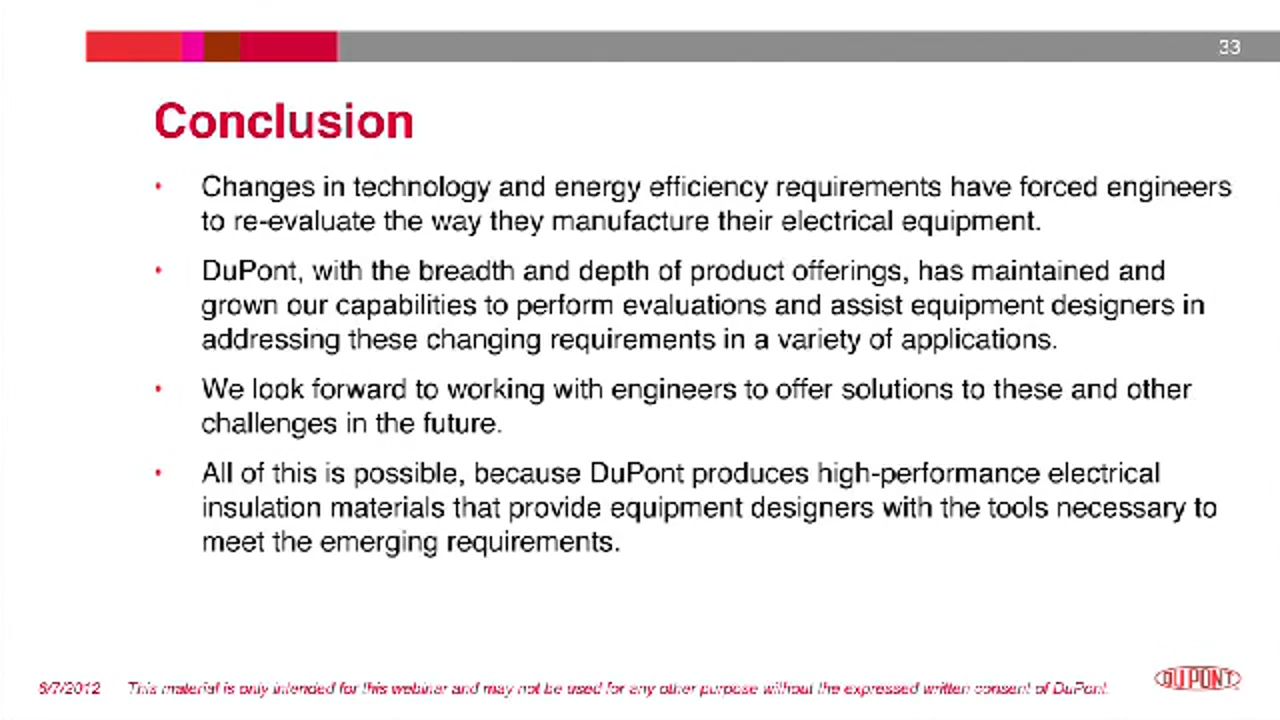 33
Conclusion
• Changes in technology and energy efficiency requirements have forced engineers
to re-evaluate the way they manufacture their electrical equipment.
• DuPont, with the breadth and depth of product offerings, has maintained and
grown our capabilities to perform evaluations and assist equipment designers in
addressing these changing requirements in a variety of applications.
• We look forward to working with engineers to offer solutions to these and other
challenges in the future.
• All of this is possible, because DuPont produces high-performance electrical
insulation materials that provide equipment designers with the tools necessary to
meet the emerging requirements.
6/7/2012 This material is only intended for this webinar and may not be used for any other purpose without the expressed written consent of DuPont.
DUPONT